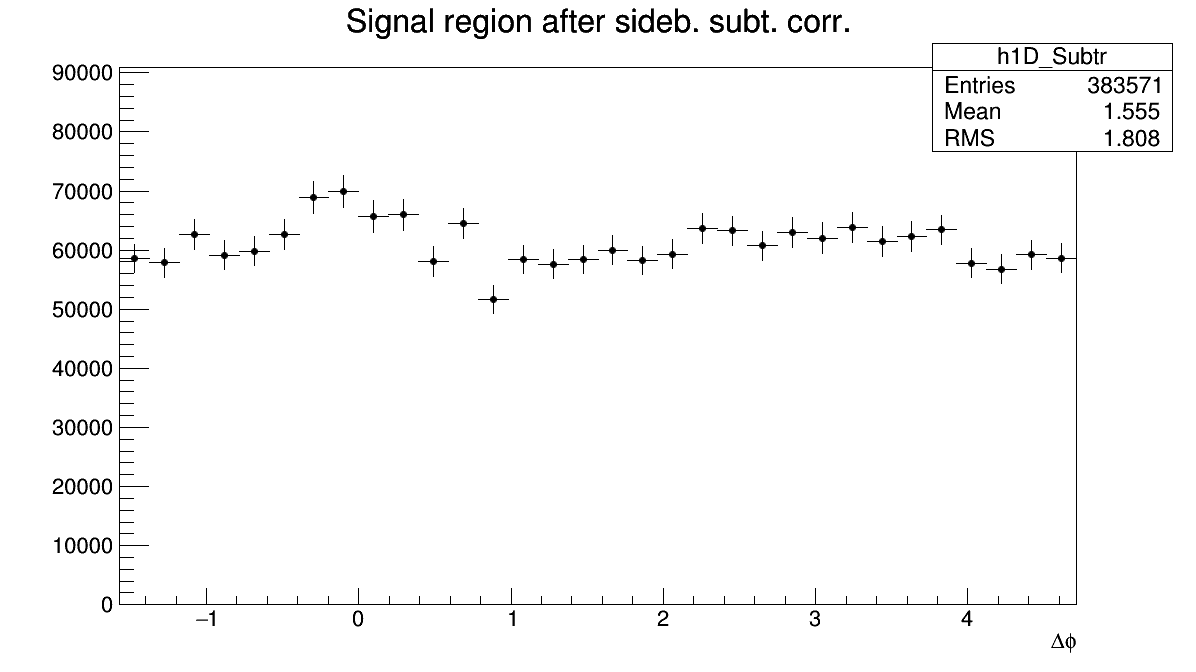 Signal region after sideb. subt. corr.
h1D_Subtr
Entries 383571
Mean 1.555
RMS 1.808
90000
80000
70000
60000
50000
40000
30000
20000
10000
0
−1 0 1 2 3 4
Δϕ